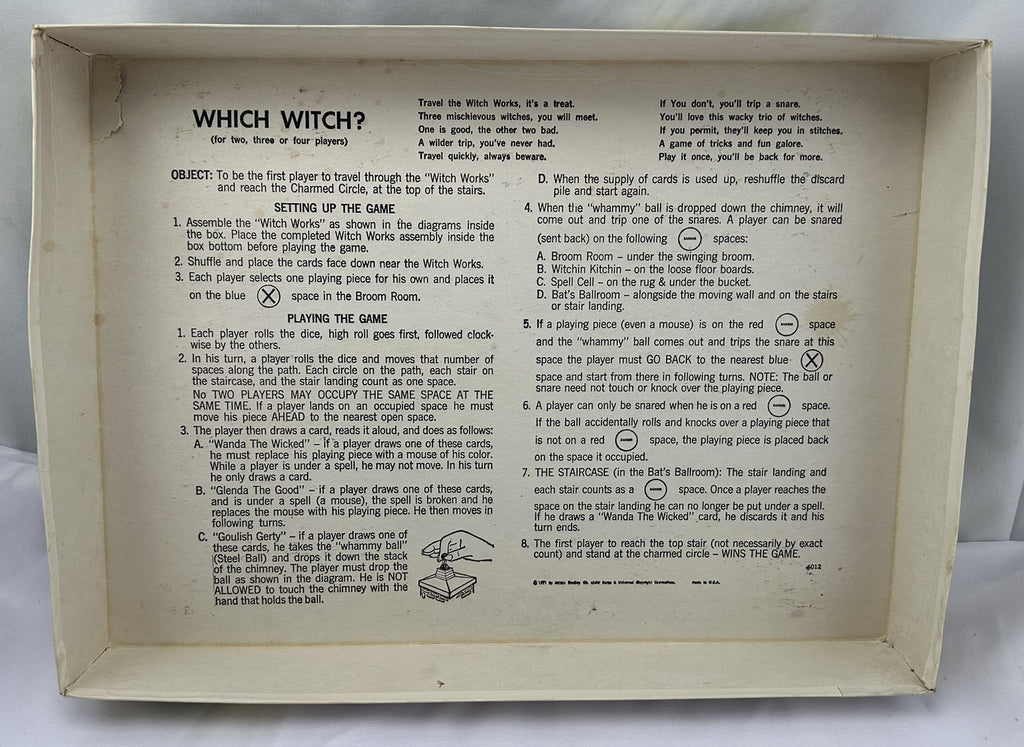 WHICH WITCH?
(for two, three or four players)
Travel the Witch Works, it's a treat.
Three mischievous witches, you will meet.
One is good, the other two bad.
A wilder trip, you've never had.
Travel quickly, always beware.
If You don't, you'll trip a snare.
You'll love this wacky trio of witches.
If you permit, they'll keep you in stitches.
A game of tricks and fun galore.
Play it once, you'll be back for more.
OBJECT: To be the first player to travel through the "Witch Works"
and reach the Charmed Circle, at the top of the stairs.
SETTING UP THE GAME
1. Assemble the "Witch Works" as shown in the diagrams inside
the box. Place the completed Witch Works assembly inside the
box bottom before playing the game.
2. Shuffle and place the cards face down near the Witch Works.
3. Each player selects one playing piece for his own and places it
on the blue X space in the Broom Room.
PLAYING THE GAME
1. Each player rolls the dice, high roll goes first, followed clock-
wise by the others.
2. In his turn, a player rolls the dice and moves that number of
spaces along the path. Each circle on the path, each stair on
the staircase, and the stair landing count as one space.
No TWO PLAYERS MAY OCCUPY THE SAME SPACE AT THE
SAME TIME. If a player lands on an occupied space he must
move his piece AHEAD to the nearest open space.
3. The player then draws a card, reads it aloud, and does as follows:
A. "Wanda The Wicked" – If a player draws one of these cards,
he must replace his playing piece with a mouse of his color.
While a player is under a spell, he may not move. In his turn
he only draws a card.
B. "Glenda The Good" – if a player draws one of these cards,
and is under a spell (a mouse), the spell is broken and he
replaces the mouse with his playing piece. He then moves in
following turns.
C. "Goulish Gerty" – if a player draws one of
these cards, he takes the "whammy ball"
(Steel Ball) and drops it down the stack
of the chimney. The player must drop the
ball as shown in the diagram. He is NOT
ALLOWED to touch the chimney with the
hand that holds the ball.
D. When the supply of cards is used up, reshuffle the discard
pile and start again.
4. When the "whammy" ball is dropped down the chimney, it will
come out and trip one of the snares. A player can be snared
(sent back) on the following spaces:
A. Broom Room – under the swinging broom.
B. Witchin Kitchin – on the loose floor boards.
C. Spell Cell – on the rug & under the bucket.
D. Bat's Ballroom – alongside the moving wall and on the stairs
or stair landing.
5. If a playing piece (even a mouse) is on the red space
and the "whammy" ball comes out and trips the snare at this
space the player must GO BACK to the nearest blue X
space and start from there in following turns. NOTE: The ball or
snare need not touch or knock over the playing piece.
6. A player can only be snared when he is on a red space.
If the ball accidentally rolls and knocks over a playing piece that
is not on a red space, the playing piece is placed back
on the space it occupied.
7. THE STAIRCASE (in the Bat's Ballroom): The stair landing and
each stair counts as a space. Once a player reaches the
space on the stair landing he can no longer be put under a spell.
If he draws a "Wanda The Wicked" card, he discards it and his
turn ends.
8. The first player to reach the top stair (not necessarily by exact
count) and stand at the charmed circle – WINS THE GAME.
4012
Made in U.S.A.